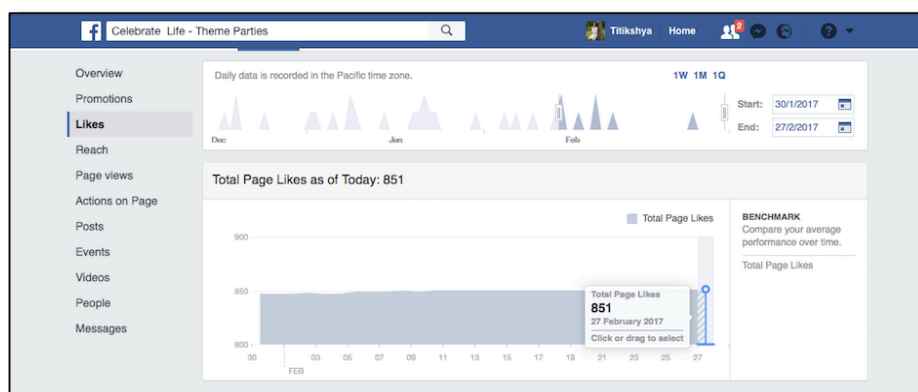 f Celebrate Life - Theme Parties
Titikshya Home 2 ?
Overview
Promotions
Likes
Reach
Page views
Actions on Page
Posts
Events
Videos
People
Messages
Daily data is recorded in the Pacific time zone.
1W 1M 1Q
Dec Jan Feb
Start: 30/1/2017
End: 27/2/2017
Total Page Likes as of Today: 851
Total Page Likes
900
850
800
30 03 05 07 09 11 13 15 17 19 21 23 25 27
FEB
Total Page Likes
851
27 February 2017
Click or drag to select
BENCHMARK
Compare your average
performance over time.
Total Page Likes